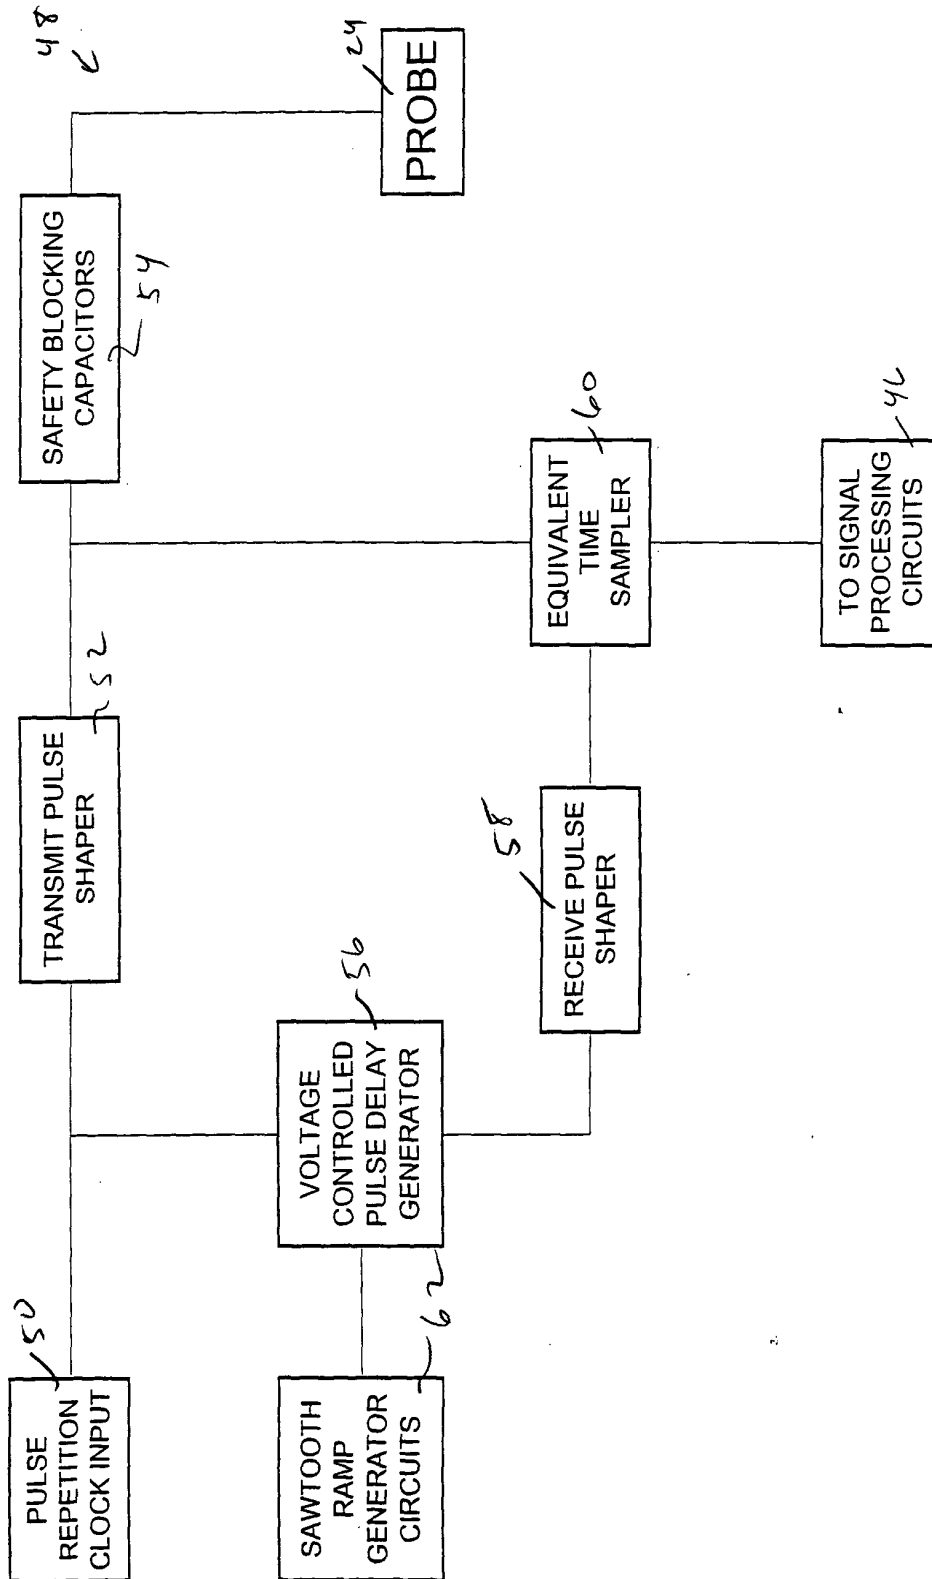 48
PULSE
REPETITION
CLOCK INPUT
50
TRANSMIT PULSE
SHAPER
52
SAFETY BLOCKING
CAPACITORS
54
PROBE
24
SAWTOOTH
RAMP
GENERATOR
CIRCUITS
62
VOLTAGE
CONTROLLED
PULSE DELAY
GENERATOR
56
RECEIVE PULSE
SHAPER
58
EQUIVALENT
TIME
SAMPLER
60
TO SIGNAL
PROCESSING
CIRCUITS